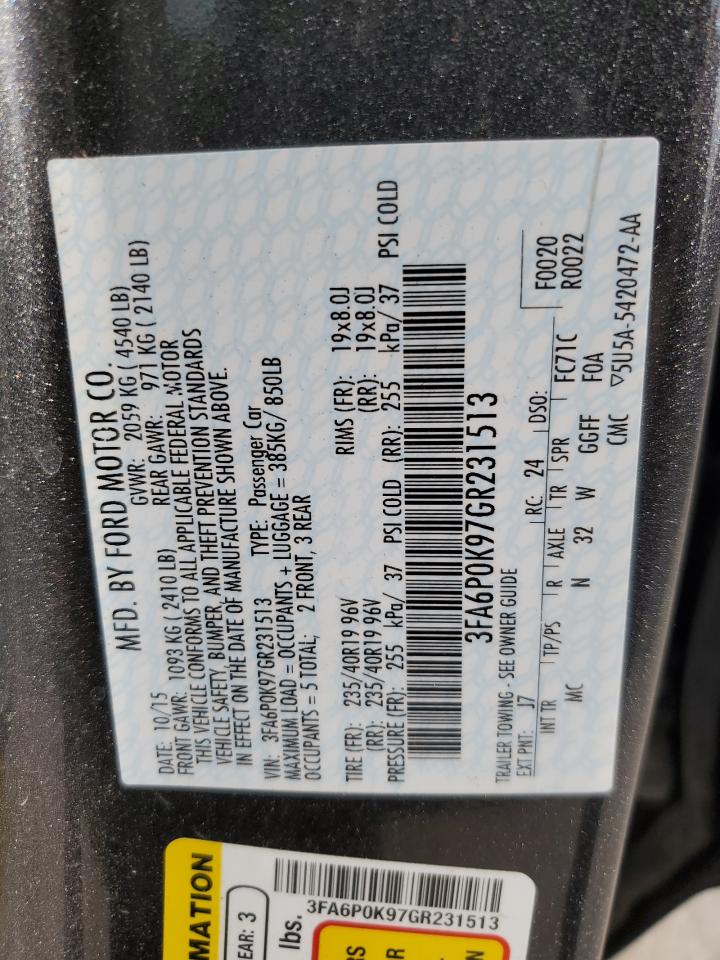 MFD. BY FORD MOTOR CO.
DATE: 10/15 GVWR: 2059 KG ( 4540 LB)
FRONT GAWR: 1093 KG ( 2410 LB) REAR GAWR: 971 KG ( 2140 LB)
THIS VEHICLE CONFORMS TO ALL APPLICABLE FEDERAL MOTOR
VEHICLE SAFETY, BUMPER, AND THEFT PREVENTION STANDARDS
IN EFFECT ON THE DATE OF MANUFACTURE SHOWN ABOVE.
VIN: 3FA6P0K97GR231513 TYPE: Passenger Car
MAXIMUM LOAD = OCCUPANTS + LUGGAGE = 385KG/ 850LB
OCCUPANTS = 5 TOTAL; 2 FRONT, 3 REAR
TIRE (FR): 235/40R19 96V RIMS (FR): 19x8.0J
(RR): 235/40R19 96V (RR): 19x8.0J
PRESSURE (FR): 255 kPa/ 37 PSI COLD (RR): 255 kPa/ 37 PSI COLD
3FA6P0K97GR231513
TRAILER TOWING - SEE OWNER GUIDE
EXT PNT: J7 RC: 24 DSO: F0020
R0022
INT TR TP/PS R AXLE TR SPR FC71C
MC N 32 W GGFF F0A
CMC ▽5U5A-5420472-AA
MATION
EAR: 3
lbs.
3FA6P0K97GR231513
RS
R
N